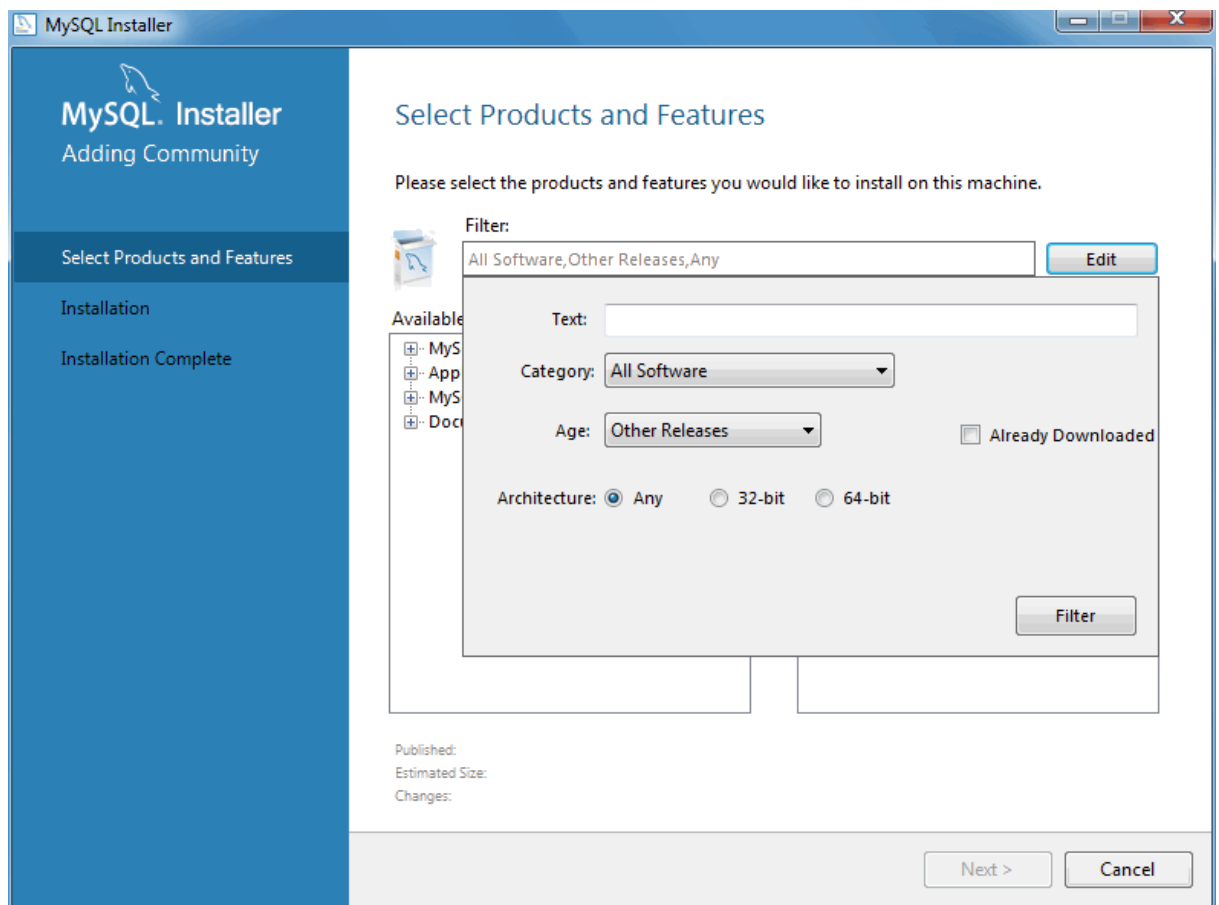 MySQL Installer
MySQL. Installer
Adding Community
Select Products and Features
Installation
Installation Complete
Select Products and Features
Please select the products and features you would like to install on this machine.
Filter:
All Software,Other Releases,Any
Edit
Available
MyS
App
MyS
Docu
Text:
Category: All Software
Age: Other Releases
Already Downloaded
Architecture: Any 32-bit 64-bit
Filter
Published:
Estimated Size:
Changes:
Next >
Cancel